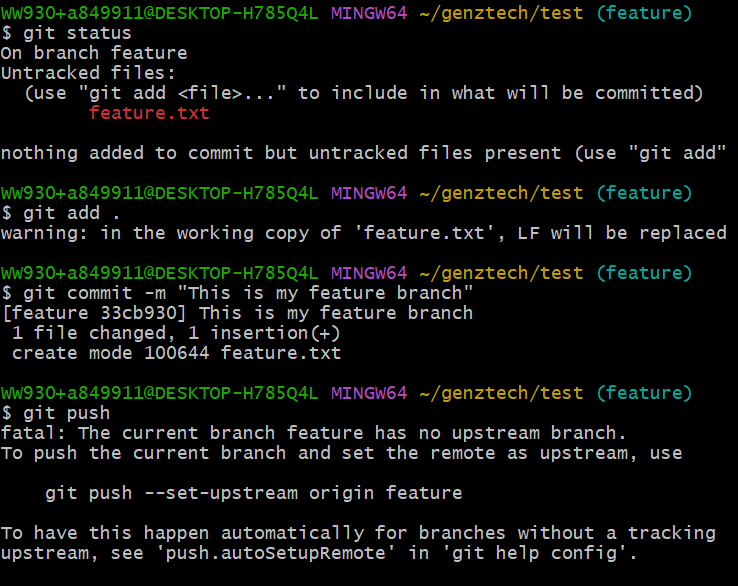 WW930+a849911@DESKTOP-H785Q4L MINGW64 ~/genztech/test (feature)
$ git status
On branch feature
Untracked files:
  (use "git add <file>..." to include in what will be committed)
        feature.txt

nothing added to commit but untracked files present (use "git add"

WW930+a849911@DESKTOP-H785Q4L MINGW64 ~/genztech/test (feature)
$ git add .
warning: in the working copy of 'feature.txt', LF will be replaced

WW930+a849911@DESKTOP-H785Q4L MINGW64 ~/genztech/test (feature)
$ git commit -m "This is my feature branch"
[feature 33cb930] This is my feature branch
 1 file changed, 1 insertion(+)
 create mode 100644 feature.txt

WW930+a849911@DESKTOP-H785Q4L MINGW64 ~/genztech/test (feature)
$ git push
fatal: The current branch feature has no upstream branch.
To push the current branch and set the remote as upstream, use

    git push --set-upstream origin feature

To have this happen automatically for branches without a tracking
upstream, see 'push.autoSetupRemote' in 'git help config'.